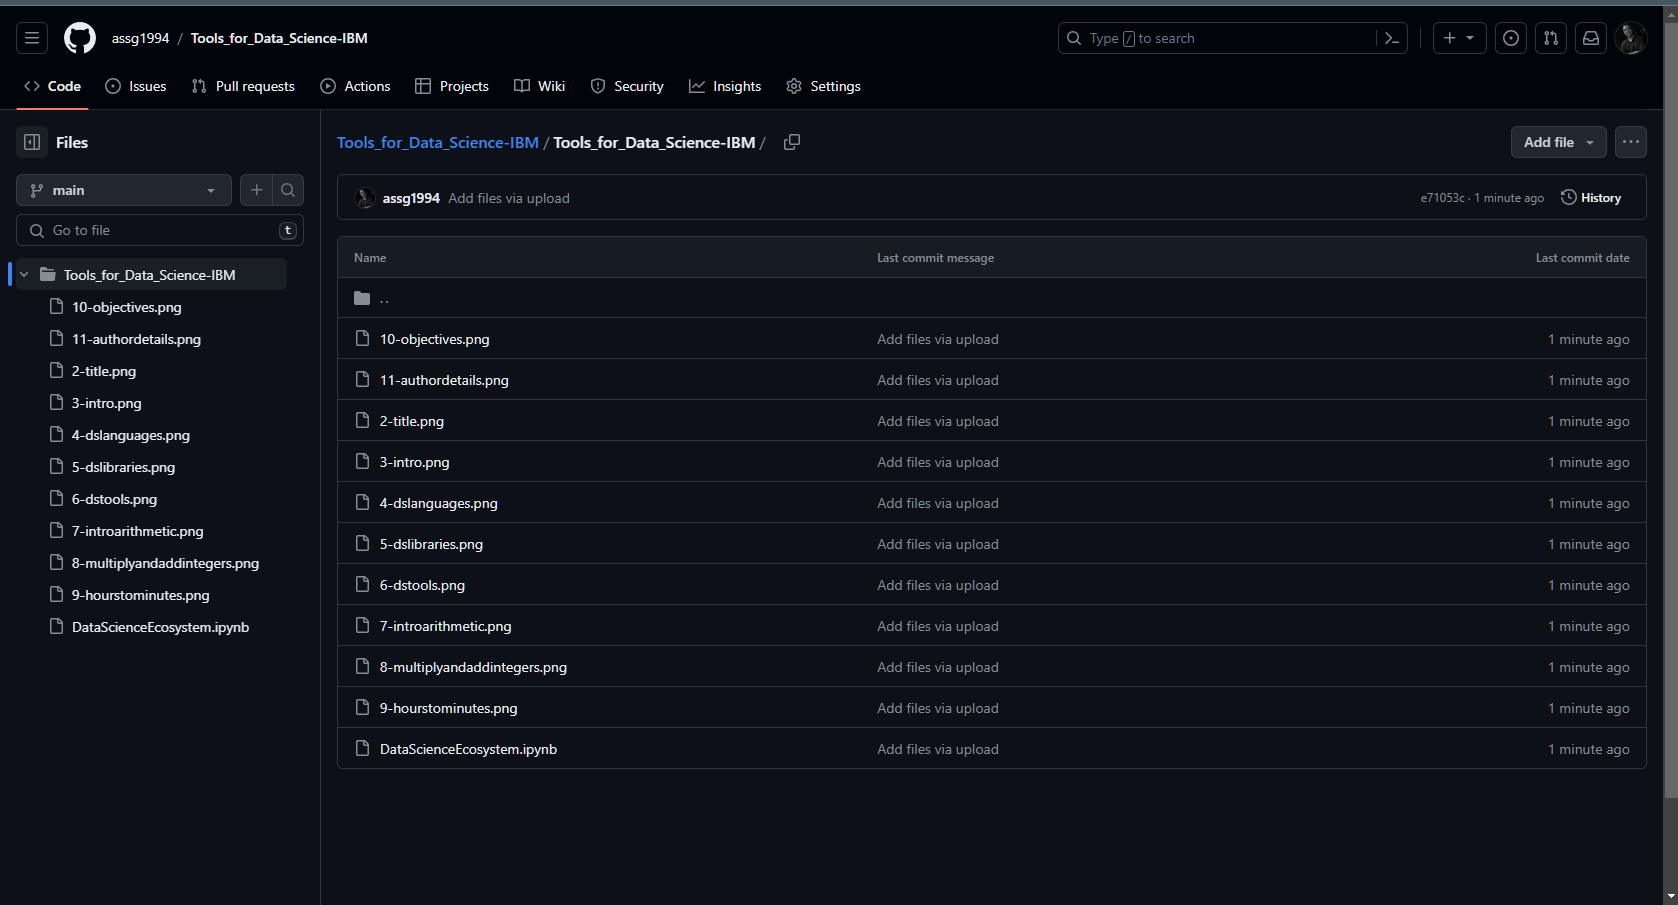 assg1994 / Tools_for_Data_Science-IBM
Type / to search
Code Issues Pull requests Actions Projects Wiki Security Insights Settings
Files
main
Go to file t
Tools_for_Data_Science-IBM
10-objectives.png
11-authordetails.png
2-title.png
3-intro.png
4-dslanguages.png
5-dslibraries.png
6-dstools.png
7-introarithmetic.png
8-multiplyandaddintegers.png
9-hourstominutes.png
DataScienceEcosystem.ipynb
Tools_for_Data_Science-IBM / Tools_for_Data_Science-IBM /
Add file
assg1994 Add files via upload e71053c · 1 minute ago History
Name Last commit message Last commit date
..
10-objectives.png Add files via upload 1 minute ago
11-authordetails.png Add files via upload 1 minute ago
2-title.png Add files via upload 1 minute ago
3-intro.png Add files via upload 1 minute ago
4-dslanguages.png Add files via upload 1 minute ago
5-dslibraries.png Add files via upload 1 minute ago
6-dstools.png Add files via upload 1 minute ago
7-introarithmetic.png Add files via upload 1 minute ago
8-multiplyandaddintegers.png Add files via upload 1 minute ago
9-hourstominutes.png Add files via upload 1 minute ago
DataScienceEcosystem.ipynb Add files via upload 1 minute ago